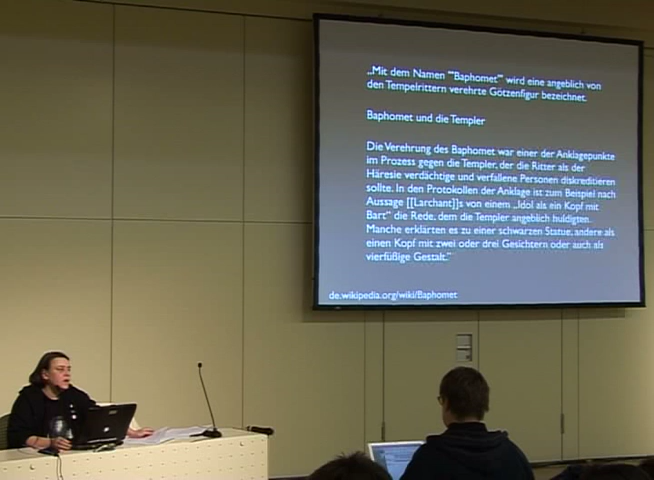 „Mit dem Namen '''Baphomet''' wird eine angeblich von
den Tempelrittern verehrte Götzenfigur bezeichnet.
Baphomet und die Templer
Die Verehrung des Baphomet war einer der Anklagepunkte
im Prozess gegen die Templer, der die Ritter als der
Häresie verdächtige und verfallene Personen diskreditieren
sollte. In den Protokollen der Anklage ist zum Beispiel nach
Aussage [[Larchant]]s von einem „Idol als ein Kopf mit
Bart“ die Rede, dem die Templer angeblich huldigten.
Manche erklärten es zu einer schwarzen Statue, andere als
einen Kopf mit zwei oder drei Gesichtern oder auch als
vierfüßige Gestalt.“
de.wikipedia.org/wiki/Baphomet